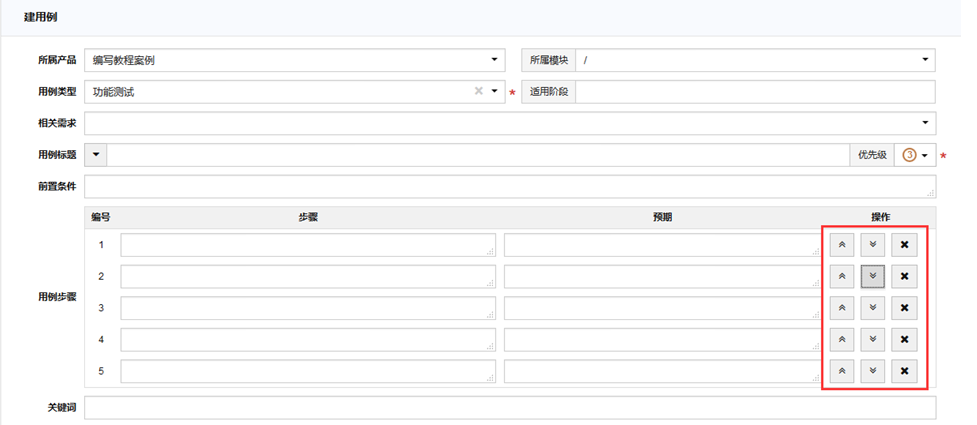 建用例
所属产品 编写教程案例 所属模块 /
用例类型 功能测试 * 适用阶段
相关需求
用例标题 优先级 3 *
前置条件
编号 步骤 预期 操作
1
2
用例步骤
3
4
5
关键词